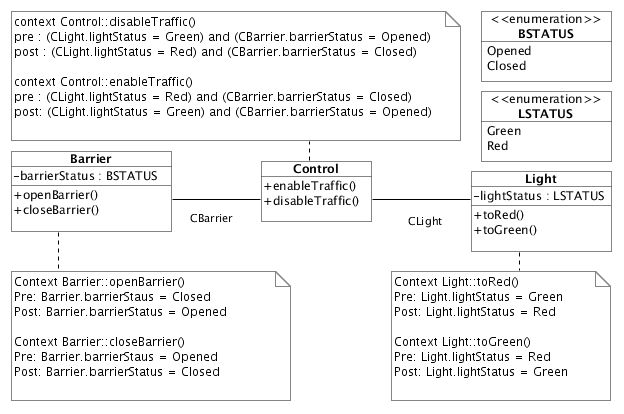 context Control::disableTraffic()
pre : (CLight.lightStatus = Green) and (CBarrier.barrierStatus = Opened)
post : (CLight.lightStatus = Red) and (CBarrier.barrierStatus = Closed)
context Control::enableTraffic()
pre : (CLight.lightStatus = Red) and (CBarrier.barrierStatus = Closed)
post: (CLight.lightStatus = Green) and (CBarrier.barrierStatus = Opened)
<<enumeration>>
BSTATUS
Opened
Closed
<<enumeration>>
LSTATUS
Green
Red
Barrier
-barrierStatus : BSTATUS
+openBarrier()
+closeBarrier()
CBarrier
Control
+enableTraffic()
+disableTraffic()
CLight
Light
-lightStatus : LSTATUS
+toRed()
+toGreen()
Context Barrier::openBarrier()
Pre: Barrier.barrierStaus = Closed
Post: Barrier.barrierStatus = Opened
Context Barrier::closeBarrier()
Pre: Barrier.barrierStaus = Opened
Post: Barrier.barrierStatus = Closed
Context Light::toRed()
Pre: Light.lightStatus = Green
Post: Light.lightStatus = Red
Context Light::toGreen()
Pre: Light.lightStatus = Red
Post: Light.lightStatus = Green